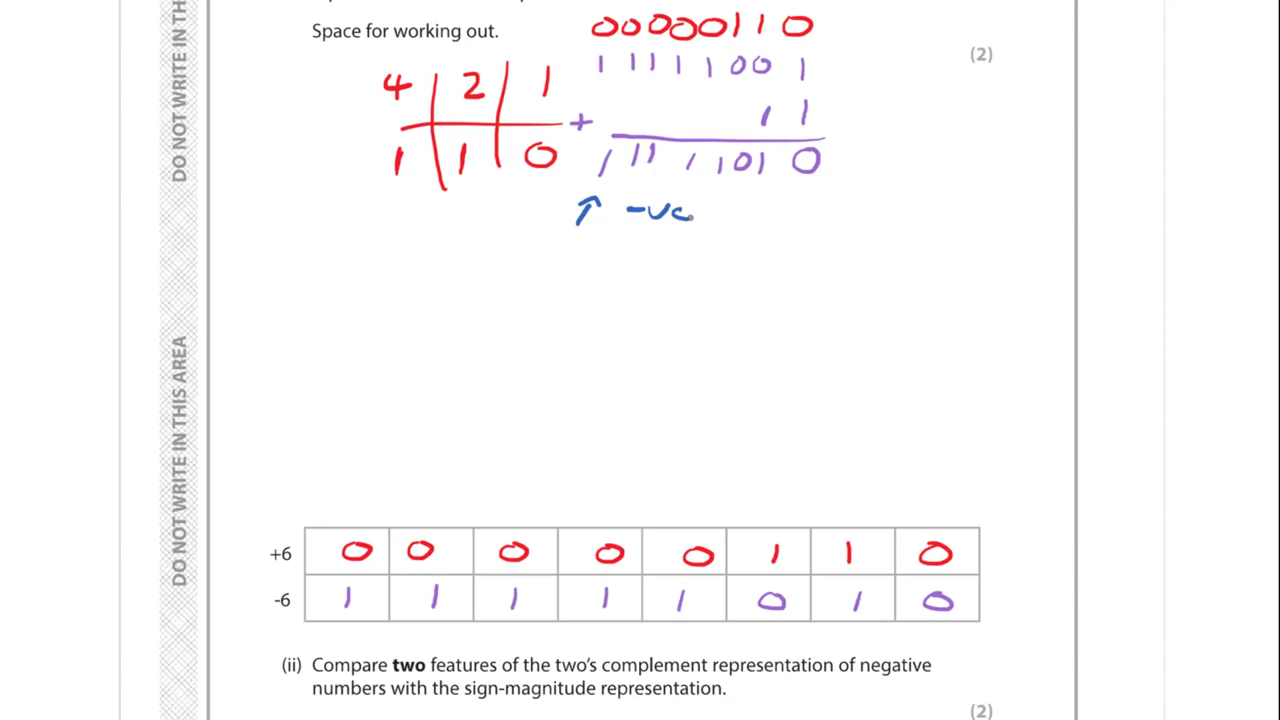 Space for working out.
00000110
(2)
4 2 1
11111001
+ 1 1
1 1 0
11111010
↑ -ve
+6 0 0 0 0 0 1 1 0
-6 1 1 1 1 1 0 1 0
(ii) Compare two features of the two's complement representation of negative
numbers with the sign-magnitude representation.
(2)
DO NOT WRITE IN TH
DO NOT WRITE IN THIS AREA